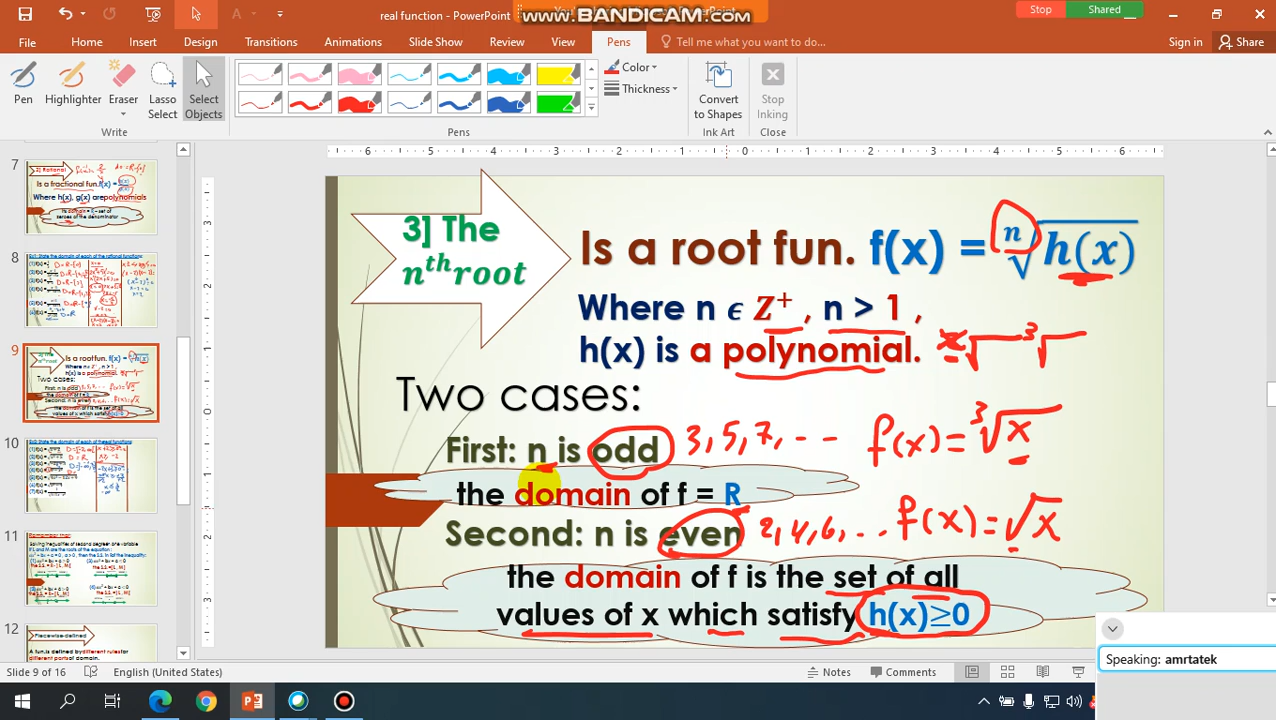 real function - PowerPoint
www.BANDICAM.com
Stop
Shared
File
Home
Insert
Design
Transitions
Animations
Slide Show
Review
View
Pens
Tell me what you want to do...
Sign in
Share
Pen
Highlighter
Eraser
Lasso Select
Select Objects
Color
Thickness
Convert to Shapes
Stop Inking
Write
Pens
Ink Art
Close
7
8
9
10
11
12
3] The
n^th root
Is a root fun. f(x) = ⁿ√h(x)
Where n ϵ Z⁺ , n > 1 ,
h(x) is a polynomial.
√ ³√
Two cases:
First: n is odd 3, 5, 7, ... f(x) = ³√x
the domain of f = R
Second: n is even 2, 4, 6, ... f(x) = √x
the domain of f is the set of all
values of x which satisfy h(x)≥0
Speaking: amrtatek
Slide 9 of 16
English (United States)
Notes
Comments